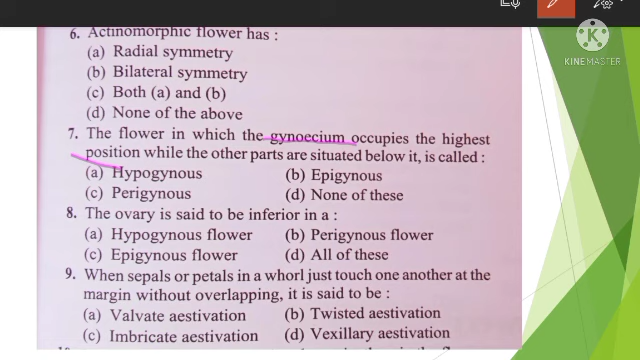 KINEMASTER
6. Actinomorphic flower has :
(a) Radial symmetry
(b) Bilateral symmetry
(c) Both (a) and (b)
(d) None of the above
7. The flower in which the gynoecium occupies the highest
position while the other parts are situated below it, is called :
(a) Hypogynous (b) Epigynous
(c) Perigynous (d) None of these
8. The ovary is said to be inferior in a :
(a) Hypogynous flower (b) Perigynous flower
(c) Epigynous flower (d) All of these
9. When sepals or petals in a whorl just touch one another at the
margin without overlapping, it is said to be :
(a) Valvate aestivation (b) Twisted aestivation
(c) Imbricate aestivation (d) Vexillary aestivation